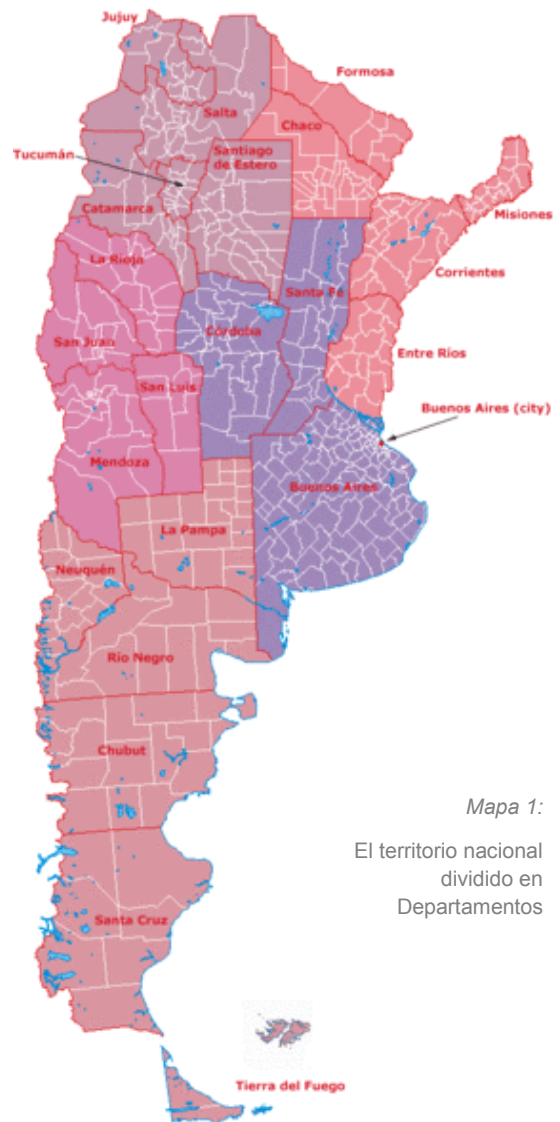 Jujuy
Formosa
Salta
Chaco
Tucumán
Santiago
de Estero
Catamarca
Misiones
La Rioja
Corrientes
Santa Fe
Córdoba
San Juan
Entre Ríos
San Luis
Buenos Aires (city)
Mendoza
Buenos Aires
La Pampa
Neuquén
Río Negro
Chubut
Mapa 1:
El territorio nacional
dividido en
Departamentos
Santa Cruz
Tierra del Fuego